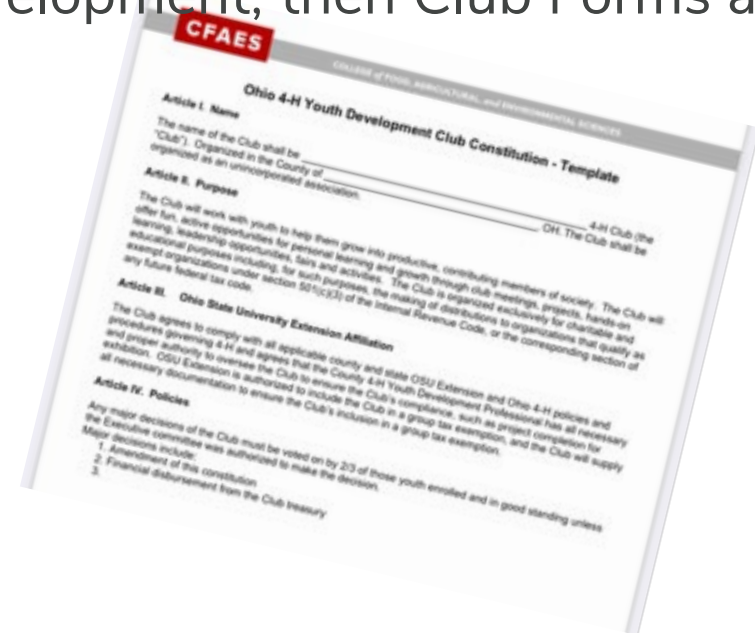 elopment, then Club Forms a
CFAES
COLLEGE of FOOD, AGRICULTURAL, and ENVIRONMENTAL SCIENCES
Ohio 4-H Youth Development Club Constitution - Template
Article I. Name
The name of the Club shall be ______________ 4-H Club (the
"Club"). Organized in the County of ______________, OH. The Club shall be
organized as an unincorporated association.
Article II. Purpose
The Club will work with youth to help them grow into productive, contributing members of society. The Club will
offer fun, active opportunities for personal learning and growth through club meetings, projects, hands-on
learning, leadership opportunities, fairs and activities. The Club is organized exclusively for charitable and
educational purposes including, for such purposes, the making of distributions to organizations that qualify as
exempt organizations under section 501(c)(3) of the Internal Revenue Code, or the corresponding section of
any future federal tax code.
Article III. Ohio State University Extension Affiliation
The Club agrees to comply with all applicable county and state OSU Extension and Ohio 4-H policies and
procedures governing 4-H and agrees that the County 4-H Youth Development Professional has all necessary
and proper authority to oversee the Club to ensure the Club's compliance, such as project completion for
exhibition. OSU Extension is authorized to include the Club in a group tax exemption, and the Club will supply
all necessary documentation to ensure the Club's inclusion in a group tax exemption.
Article IV. Policies
Any major decisions of the Club must be voted on by 2/3 of those youth enrolled and in good standing unless
the Executive committee was authorized to make the decision.
Major decisions include:
1. Amendment of this constitution
2. Financial disbursement from the Club treasury
3.